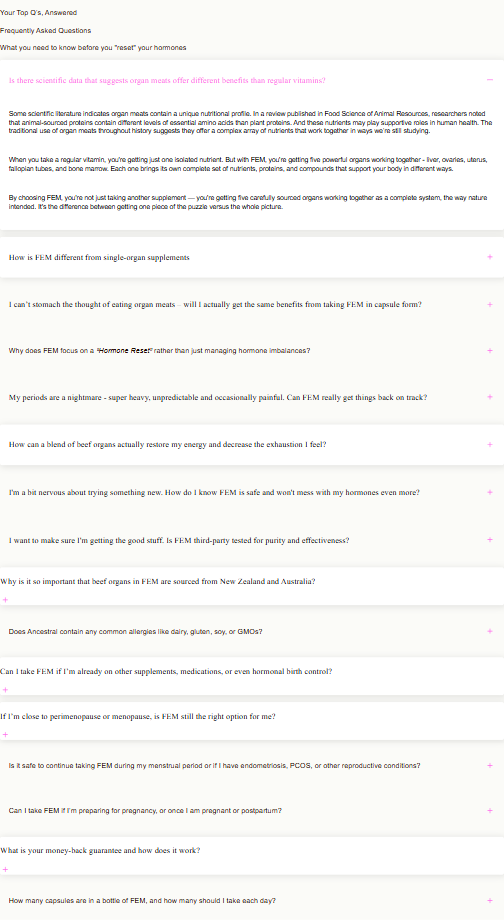 Your Top Q's, Answered
Frequently Asked Questions
What you need to know before you "reset" your hormones
Is there scientific data that suggests organ meats offer different benefits than regular vitamins?
−
Some scientific literature indicates organ meats contain a unique nutritional profile. In a review published in Food Science of Animal Resources, researchers noted
that animal-sourced proteins contain different levels of essential amino acids than plant proteins. And these nutrients may play supportive roles in human health. The
traditional use of organ meats throughout history suggests they offer a complex array of nutrients that work together in ways we're still studying.
When you take a regular vitamin, you're getting just one isolated nutrient. But with FEM, you're getting five powerful organs working together - liver, ovaries, uterus,
fallopian tubes, and bone marrow. Each one brings its own complete set of nutrients, proteins, and compounds that support your body in different ways.
By choosing FEM, you're not just taking another supplement — you're getting five carefully sourced organs working together as a complete system, the way nature
intended. It's the difference between getting one piece of the puzzle versus the whole picture.
How is FEM different from single-organ supplements
+
I can't stomach the thought of eating organ meats – will I actually get the same benefits from taking FEM in capsule form?
+
Why does FEM focus on a "Hormone Reset" rather than just managing hormone imbalances?
+
My periods are a nightmare - super heavy, unpredictable and occasionally painful. Can FEM really get things back on track?
+
How can a blend of beef organs actually restore my energy and decrease the exhaustion I feel?
+
I'm a bit nervous about trying something new. How do I know FEM is safe and won't mess with my hormones even more?
+
I want to make sure I'm getting the good stuff. Is FEM third-party tested for purity and effectiveness?
+
Why is it so important that beef organs in FEM are sourced from New Zealand and Australia?
+
Does Ancestral contain any common allergies like dairy, gluten, soy, or GMOs?
+
Can I take FEM if I'm already on other supplements, medications, or even hormonal birth control?
+
If I'm close to perimenopause or menopause, is FEM still the right option for me?
+
Is it safe to continue taking FEM during my menstrual period or if I have endometriosis, PCOS, or other reproductive conditions?
+
Can I take FEM if I'm preparing for pregnancy, or once I am pregnant or postpartum?
+
What is your money-back guarantee and how does it work?
+
How many capsules are in a bottle of FEM, and how many should I take each day?
+